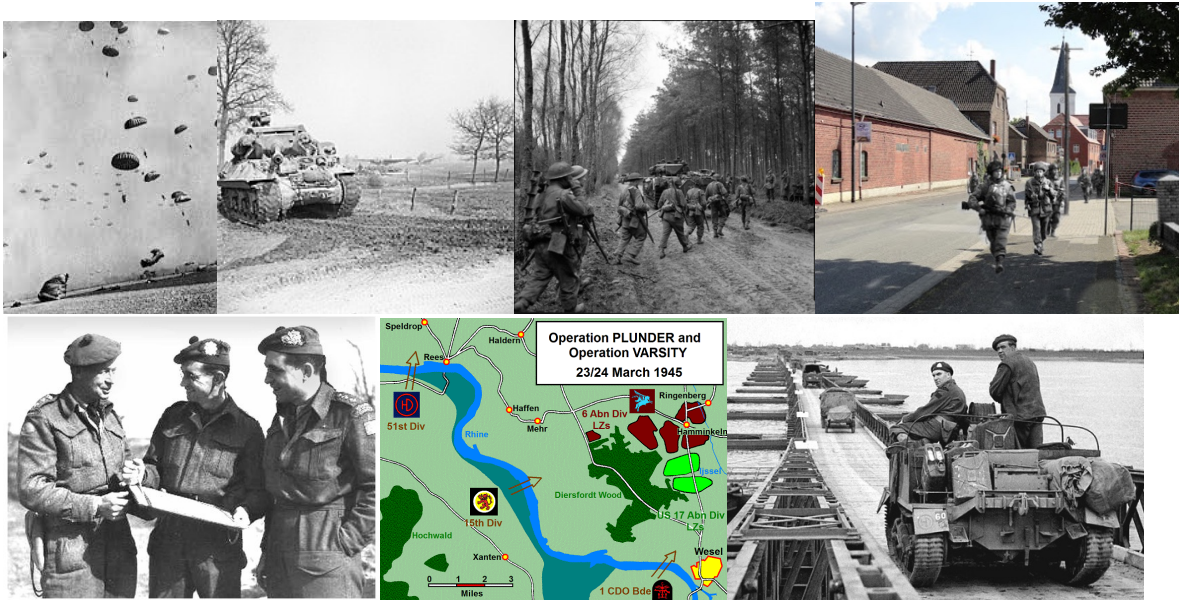 Operation PLUNDER and
Operation VARSITY
23/24 March 1945
Speldrop
Haldern
Rees
HD
51st Div
Haffen
Mehr
Rhine
6 Abn Div
LZs
Ringenberg
Hamminkeln
Ijssel
15th Div
Diersfordt Wood
US 17 Abn Div
LZs
Hochwald
Xanten
Wesel
0 1 2 3
Miles
1 CDO Bde
60